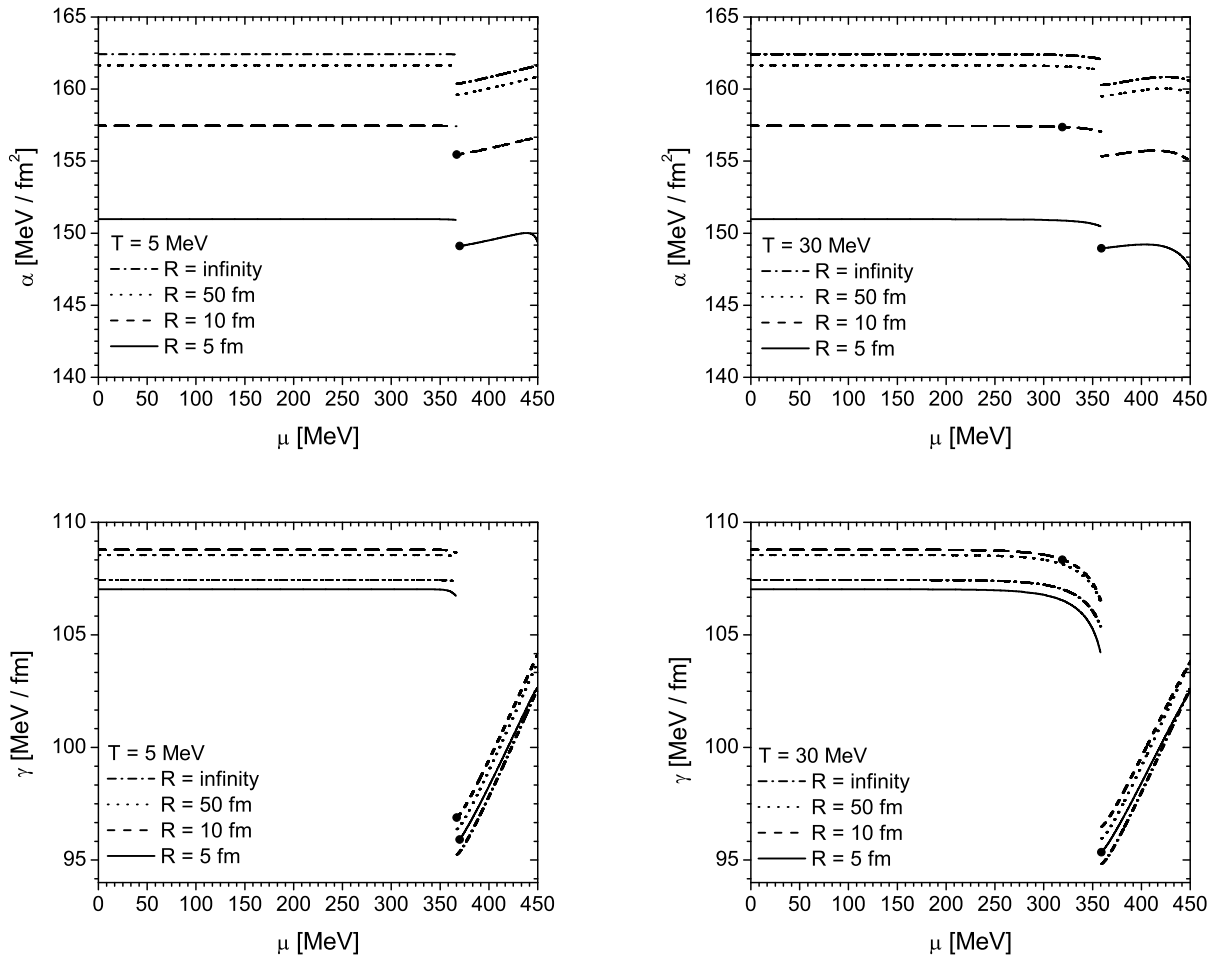 165
160
155
150
145
140
α [MeV / fm²]
T = 5 MeV
R = infinity
R = 50 fm
R = 10 fm
R = 5 fm
0 50 100 150 200 250 300 350 400 450
μ [MeV]
165
160
155
150
145
140
α [MeV / fm²]
T = 30 MeV
R = infinity
R = 50 fm
R = 10 fm
R = 5 fm
0 50 100 150 200 250 300 350 400 450
μ [MeV]
110
105
100
95
γ [MeV / fm]
T = 5 MeV
R = infinity
R = 50 fm
R = 10 fm
R = 5 fm
0 50 100 150 200 250 300 350 400 450
μ [MeV]
110
105
100
95
γ [MeV / fm]
T = 30 MeV
R = infinity
R = 50 fm
R = 10 fm
R = 5 fm
0 50 100 150 200 250 300 350 400 450
μ [MeV]